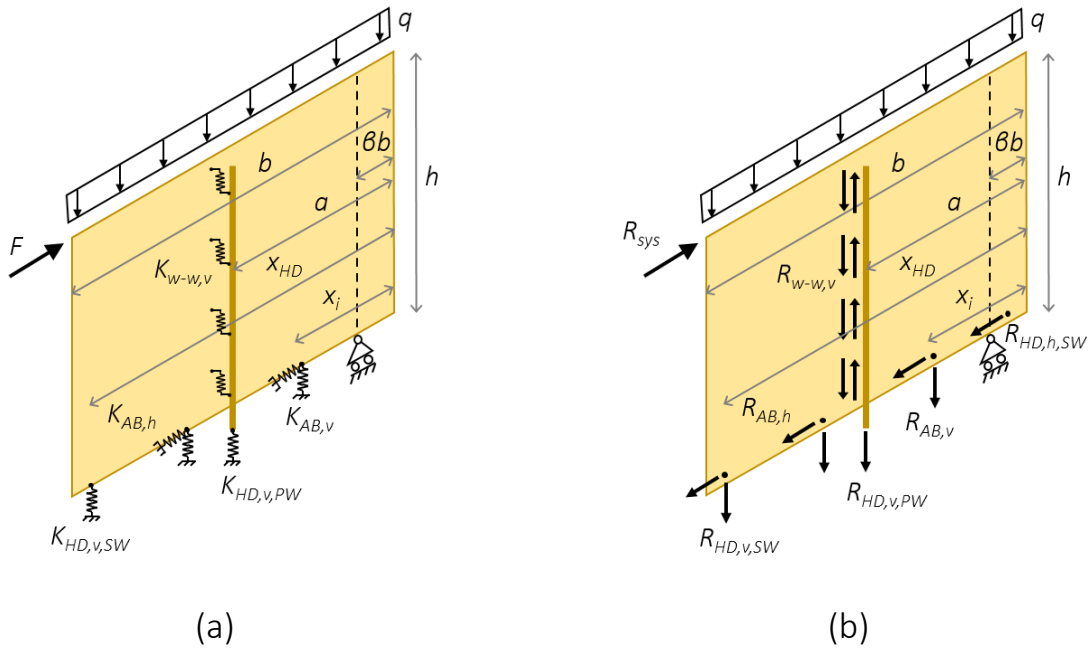 q
b
βb
a
h
F
K_{w-w,v}
x_{HD}
x_i
K_{AB,h}
K_{AB,v}
K_{HD,v,PW}
K_{HD,v,SW}
(a)
q
b
βb
a
h
R_{sys}
R_{w-w,v}
x_{HD}
x_i
R_{HD,h,SW}
R_{AB,h}
R_{AB,v}
R_{HD,v,PW}
R_{HD,v,SW}
(b)